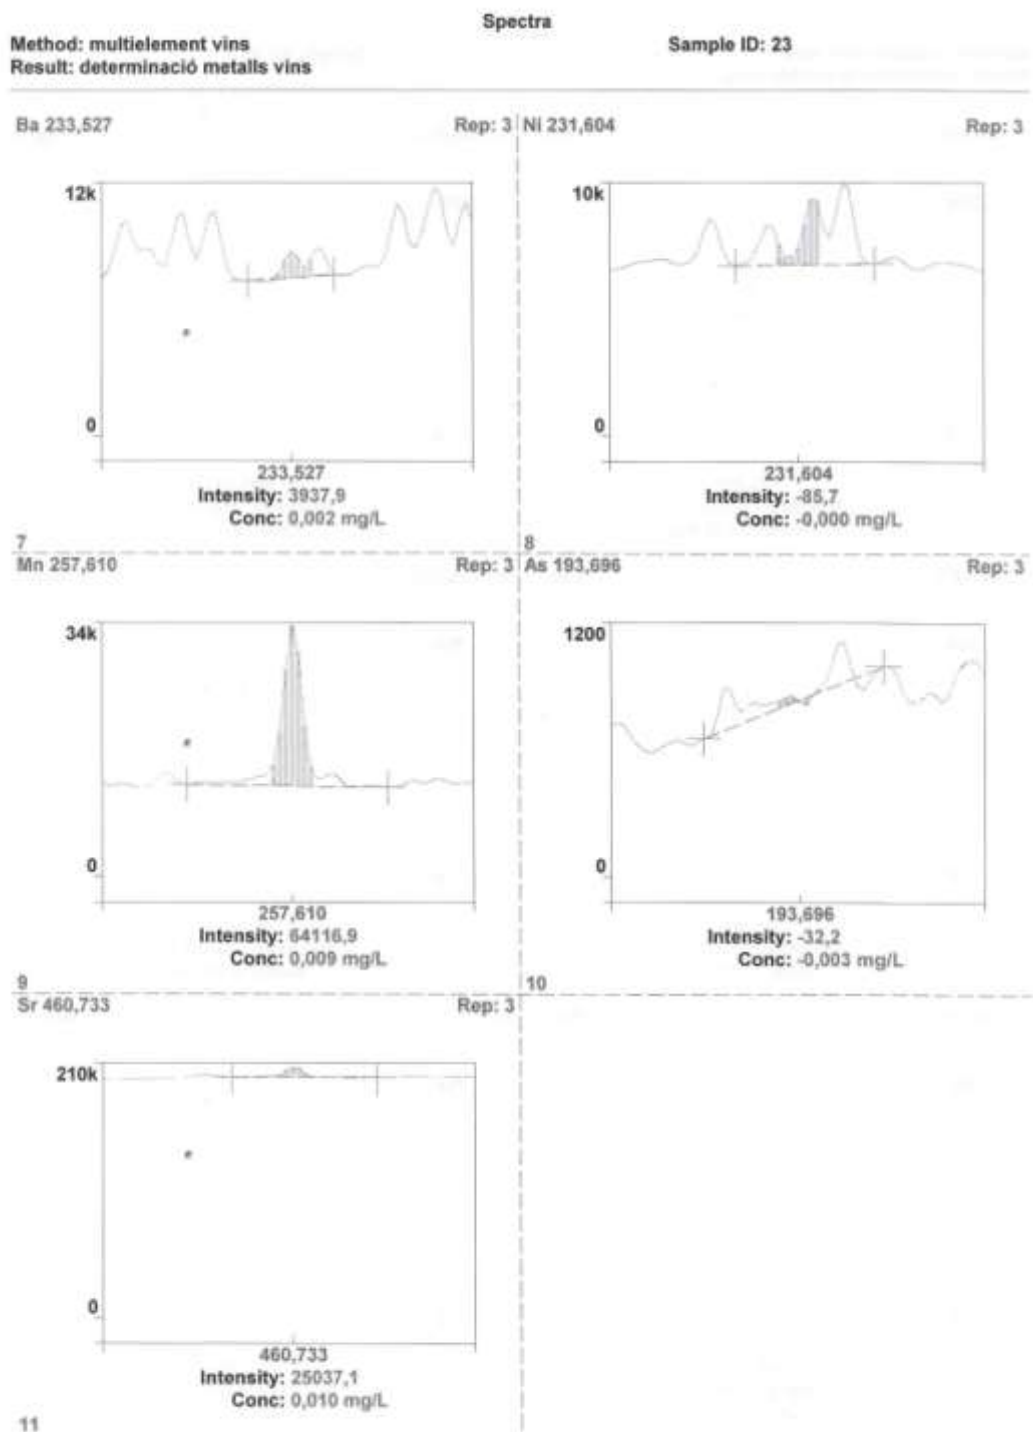 Spectra
Method: multielement vins
Sample ID: 23
Result: determinació metalls vins
Ba 233,527
Rep: 3
12k
0
233,527
Intensity: 3937,9
Conc: 0,002 mg/L
7
Ni 231,604
Rep: 3
10k
0
231,604
Intensity: -85,7
Conc: -0,000 mg/L
8
Mn 257,610
Rep: 3
34k
0
257,610
Intensity: 64116,9
Conc: 0,009 mg/L
9
As 193,696
Rep: 3
1200
0
193,696
Intensity: -32,2
Conc: -0,003 mg/L
10
Sr 460,733
Rep: 3
210k
0
460,733
Intensity: 25037,1
Conc: 0,010 mg/L
11